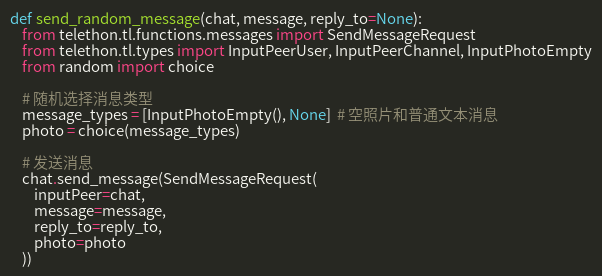 def send_random_message(chat, message, reply_to=None):
    from telethon.tl.functions.messages import SendMessageRequest
    from telethon.tl.types import InputPeerUser, InputPeerChannel, InputPhotoEmpty
    from random import choice

    # 随机选择消息类型
    message_types = [InputPhotoEmpty(), None]  # 空照片和普通文本消息
    photo = choice(message_types)

    # 发送消息
    chat.send_message(SendMessageRequest(
        inputPeer=chat,
        message=message,
        reply_to=reply_to,
        photo=photo
    ))